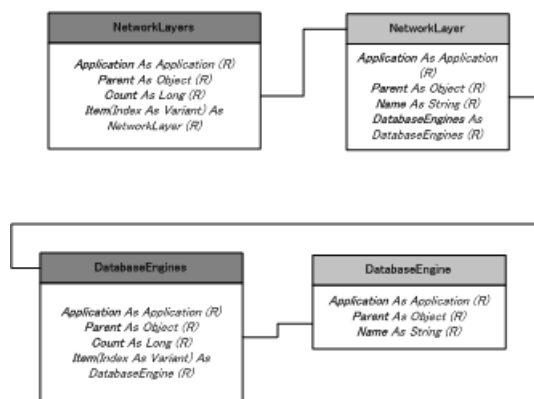 NetworkLayers
Application As Application (R)
Parent As Object (R)
Count As Long (R)
Item(Index As Variant) As
NetworkLayer (R)
NetworkLayer
Application As Application
(R)
Parent As Object (R)
Name As String (R)
DatabaseEngines As
DatabaseEngines (R)
DatabaseEngines
Application As Application (R)
Parent As Object (R)
Count As Long (R)
Item(Index As Variant) As
DatabaseEngine (R)
DatabaseEngine
Application As Application (R)
Parent As Object (R)
Name As String (R)